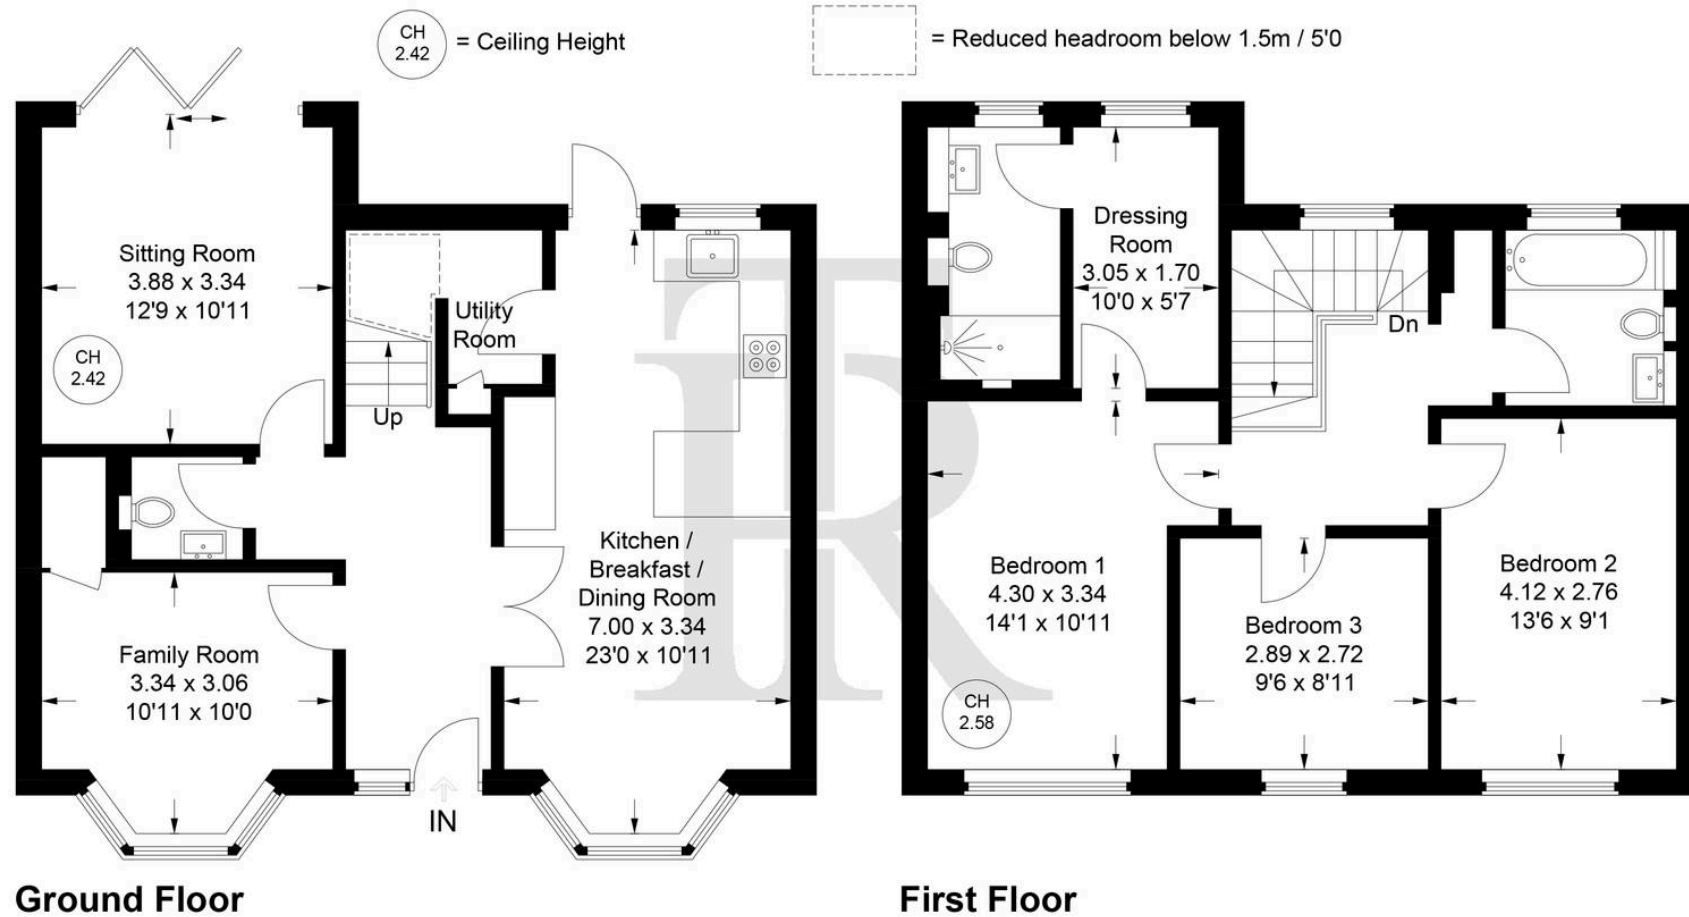 CH
2.42
= Ceiling Height
= Reduced headroom below 1.5m / 5'0
Sitting Room
3.88 x 3.34
12'9 x 10'11
CH
2.42
Utility
Room
Up
Kitchen /
Breakfast /
Dining Room
7.00 x 3.34
23'0 x 10'11
Family Room
3.34 x 3.06
10'11 x 10'0
IN
Ground Floor
Dressing
Room
3.05 x 1.70
10'0 x 5'7
Dn
Bedroom 1
4.30 x 3.34
14'1 x 10'11
CH
2.58
Bedroom 3
2.89 x 2.72
9'6 x 8'11
Bedroom 2
4.12 x 2.76
13'6 x 9'1
First Floor
TR